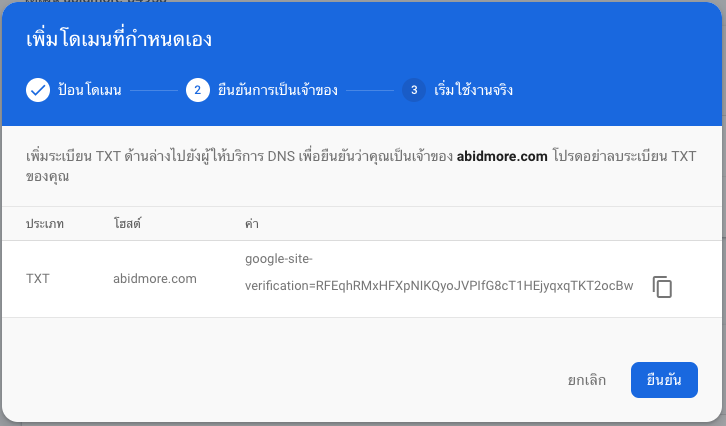 เพิ่มโดเมนที่กำหนดเอง
ป้อนโดเมน 2 ยืนยันการเป็นเจ้าของ 3 เริ่มใช้งานจริง
เพิ่มระเบียน TXT ด้านล่างไปยังผู้ให้บริการ DNS เพื่อยืนยันว่าคุณเป็นเจ้าของ abidmore.com โปรดอย่าลบระเบียน TXT
ของคุณ
ประเภท โฮสต์ ค่า
google-site-
TXT abidmore.com verification=RFEqhRMxHFXpNIKQyoJVPIfG8cT1HEjyqxqTKT2ocBw
ยกเลิก ยืนยัน